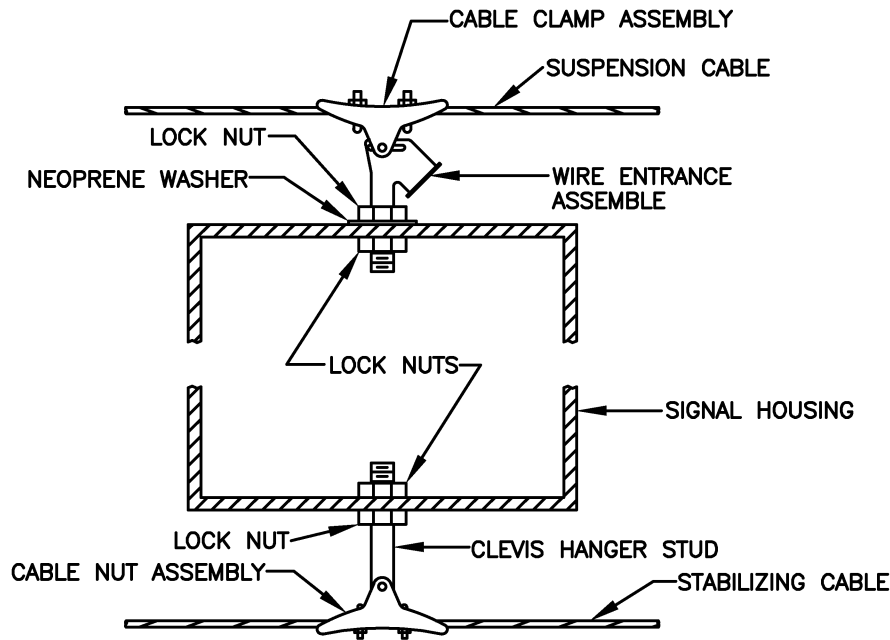 CABLE CLAMP ASSEMBLY
SUSPENSION CABLE
LOCK NUT
NEOPRENE WASHER
WIRE ENTRANCE
ASSEMBLE
LOCK NUTS
SIGNAL HOUSING
LOCK NUT
CLEVIS HANGER STUD
CABLE NUT ASSEMBLY
STABILIZING CABLE